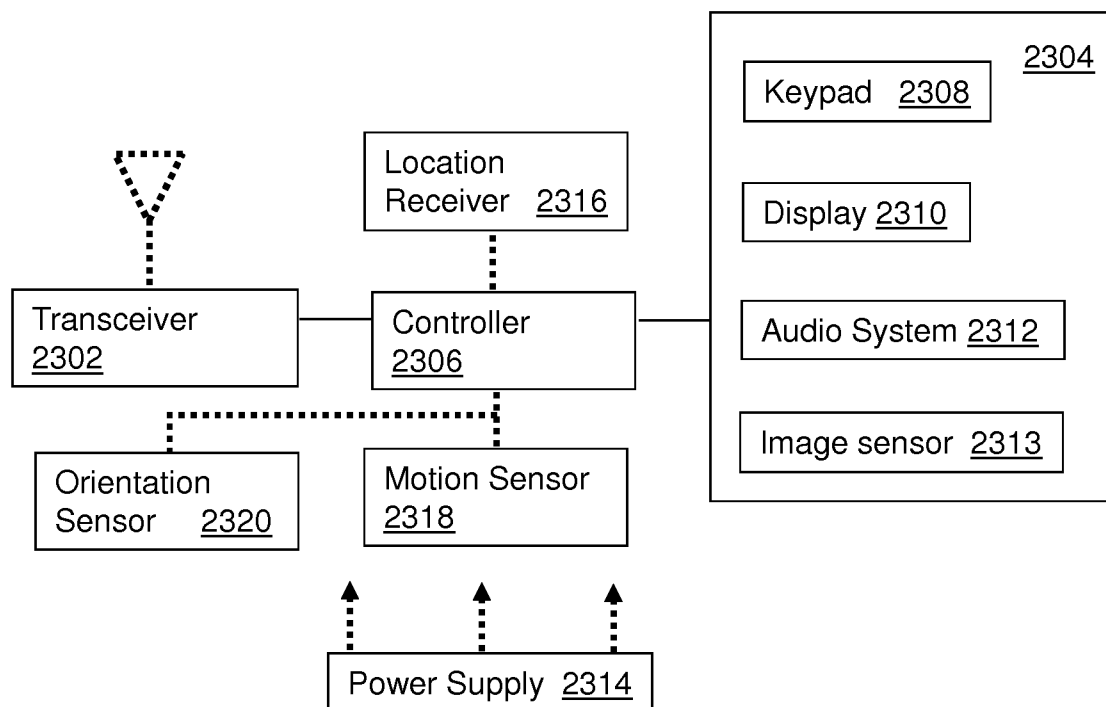 2304
Keypad 2308
Location
Receiver 2316
Display 2310
Transceiver
2302
Controller
2306
Audio System 2312
Image sensor 2313
Orientation
Sensor 2320
Motion Sensor
2318
Power Supply 2314